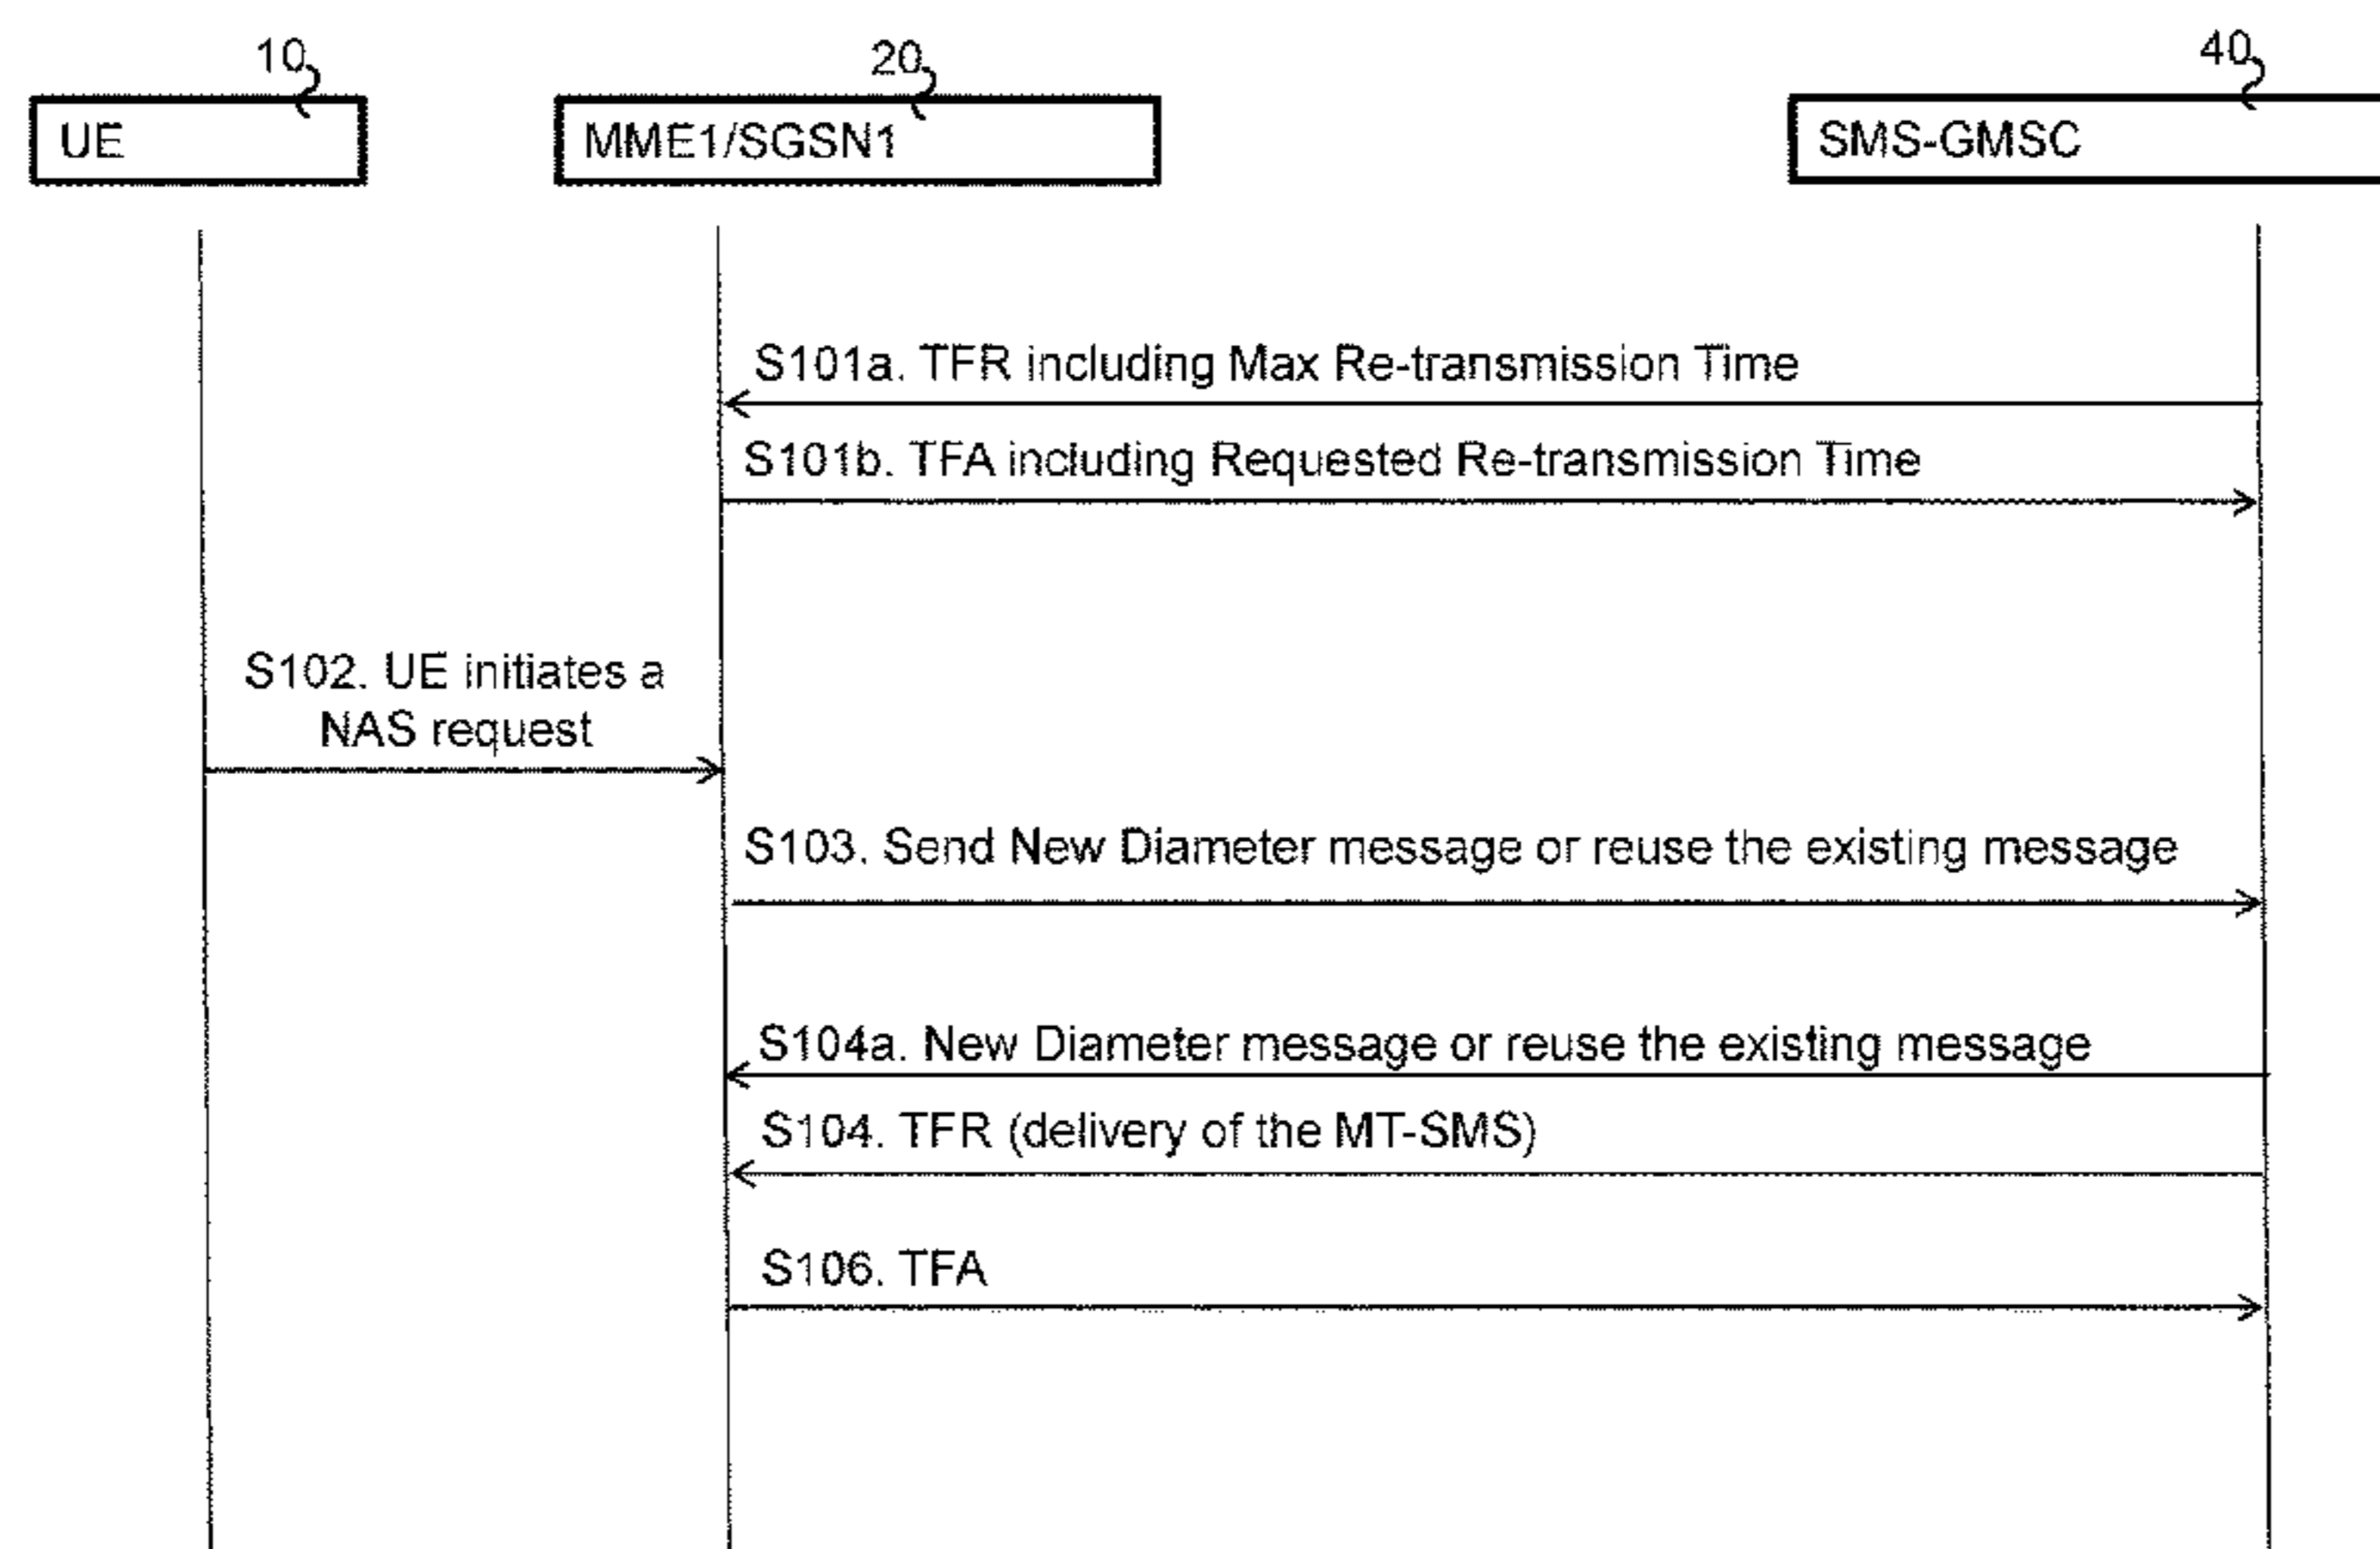 10
20
40
UE
MME1/SGSN1
SMS-GMSC
S101a. TFR including Max Re-transmission Time
S101b. TFA including Requested Re-transmission Time
S102. UE initiates a
NAS request
S103. Send New Diameter message or reuse the existing message
S104a. New Diameter message or reuse the existing message
S104. TFR (delivery of the MT-SMS)
S106. TFA